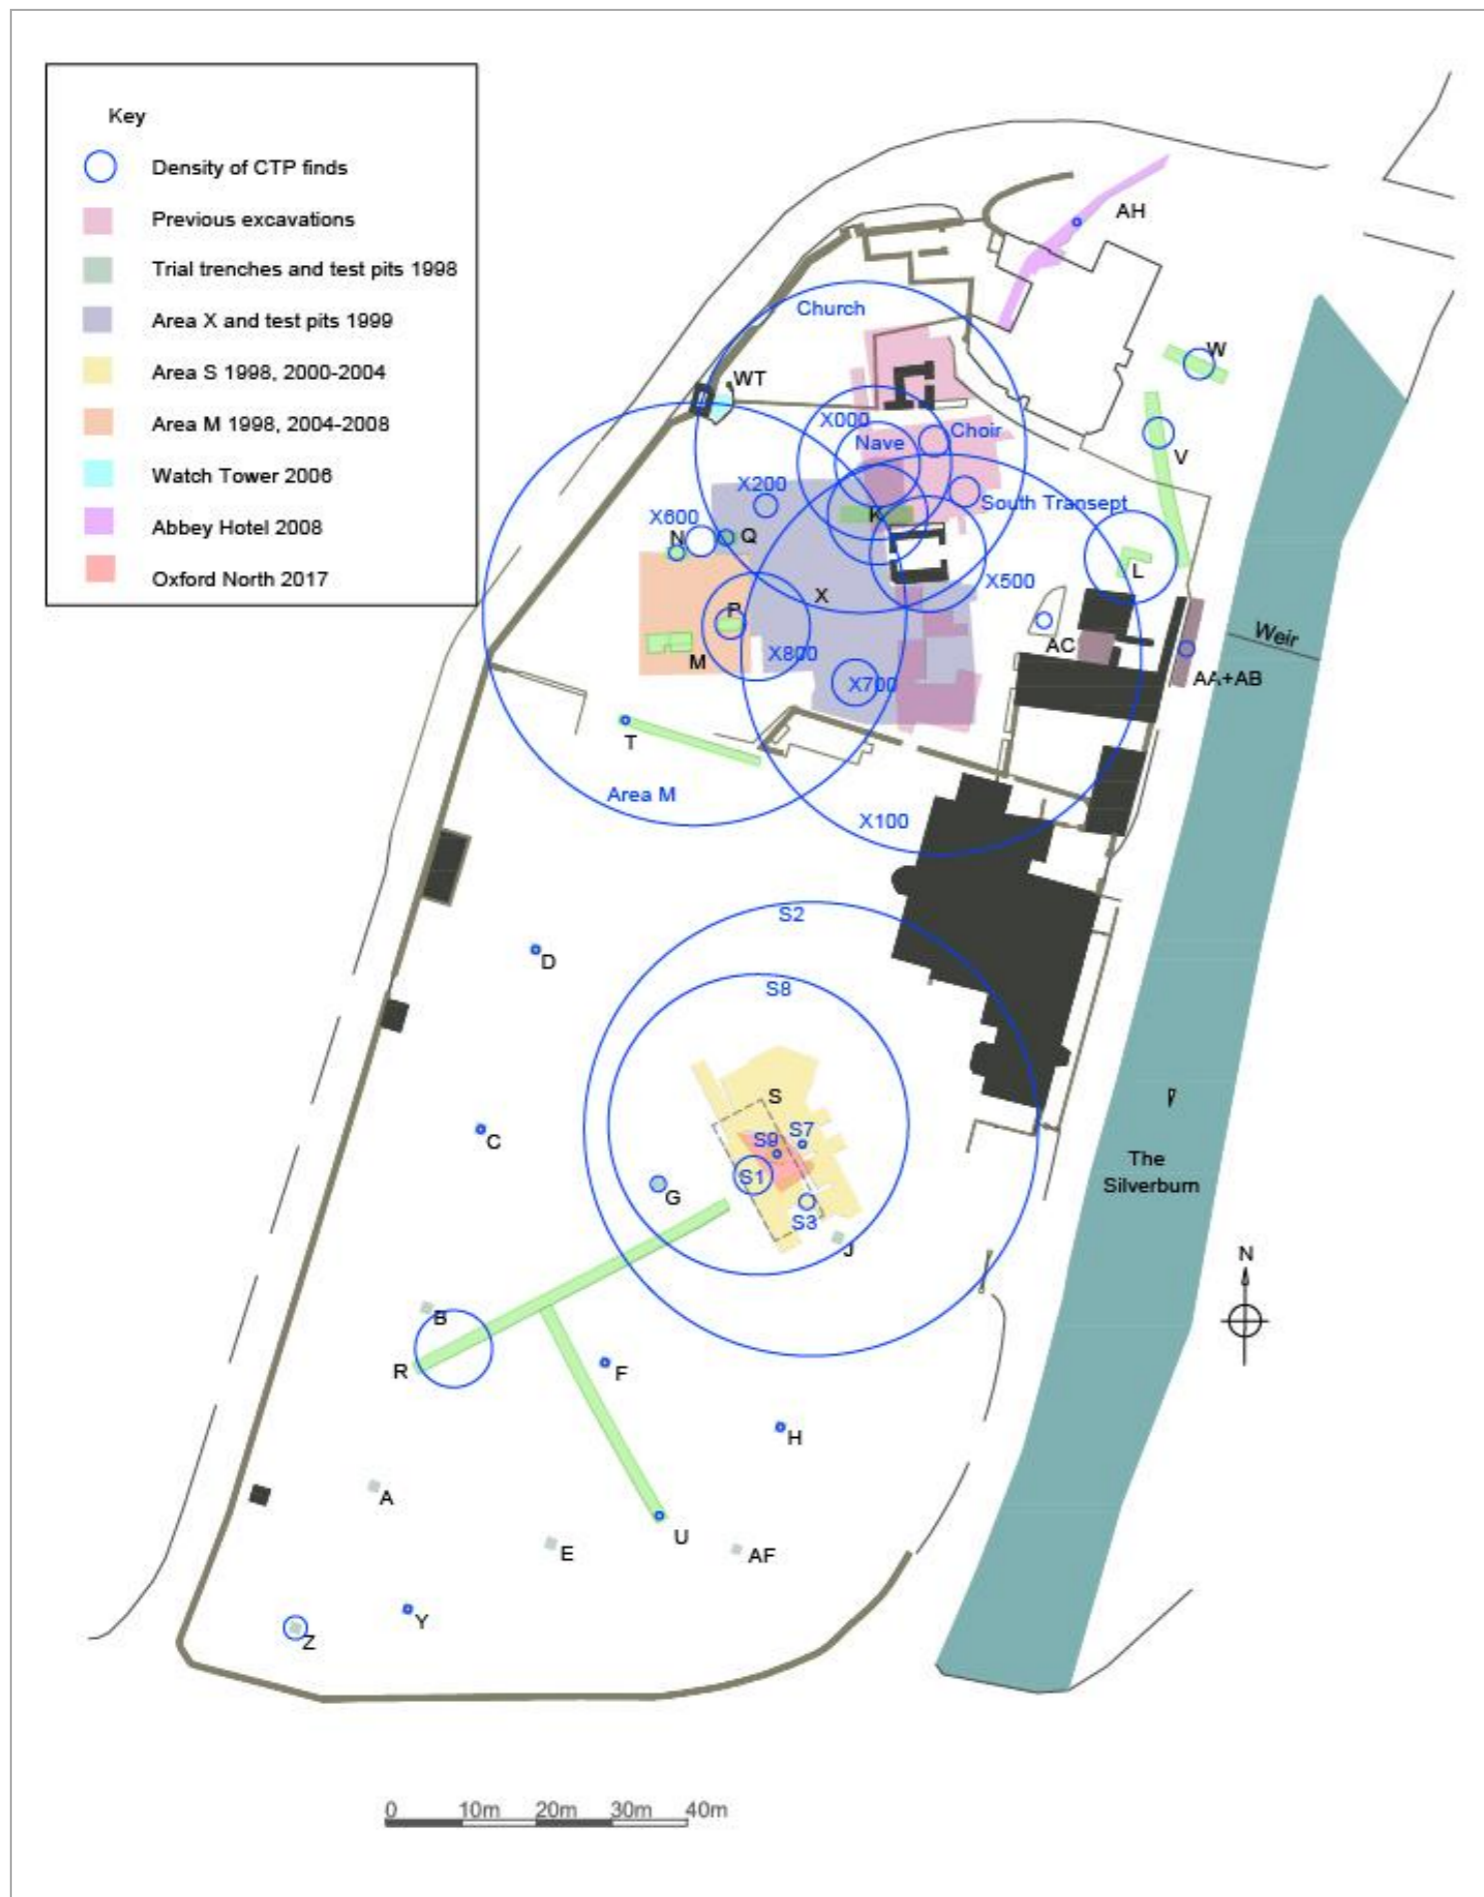 Key
Density of CTP finds
Previous excavations
Trial trenches and test pits 1998
Area X and test pits 1999
Area S 1998, 2000-2004
Area M 1998, 2004-2008
Watch Tower 2006
Abbey Hotel 2008
Oxford North 2017
AH
Church
W
WT
X000
Choir
Nave
V
X200
South Transept
X600
K
N
Q
L
X500
X
P
Weir
AC
M
X800
AA+AB
X700
T
Area M
X100
S2
D
S8
S
C
S7
S9
The
S1
Silverburn
G
S3
J
N
B
R
F
H
A
U
E
AF
Y
Z
0 10m 20m 30m 40m